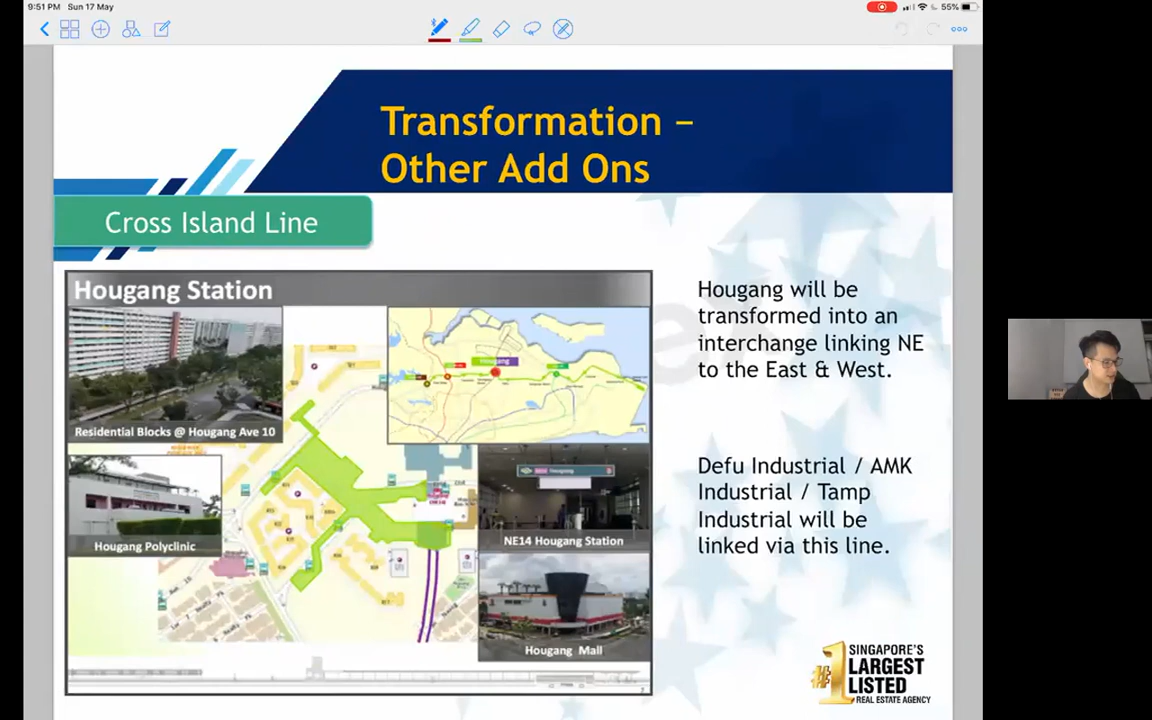 9:51 PM Sun 17 May
55%
Transformation –
Other Add Ons
Cross Island Line
Hougang Station
Residential Blocks @ Hougang Ave 10
Hougang
Hougang Polyclinic
Hougang
NE14 Hougang Station
Hougang Mall
Hougang will be
transformed into an
interchange linking NE
to the East & West.
Defu Industrial / AMK
Industrial / Tamp
Industrial will be
linked via this line.
#1 SINGAPORE'S
LARGEST
LISTED
REAL ESTATE AGENCY